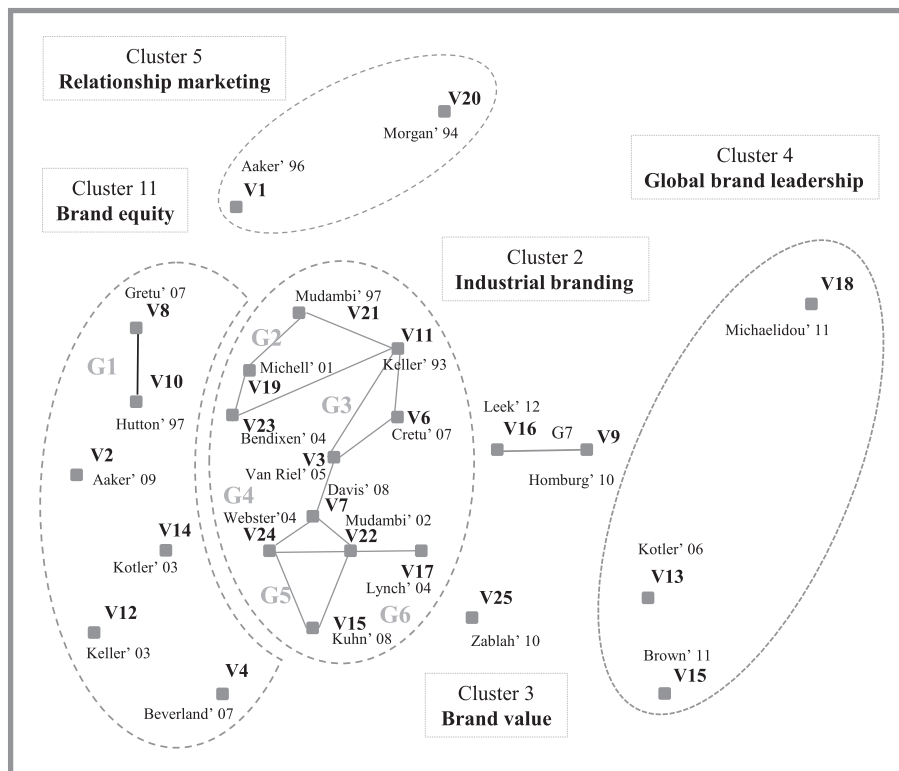 Cluster 5
Relationship marketing
V20
Morgan' 94
Aaker' 96
V1
Cluster 4
Global brand leadership
Cluster 11
Brand equity
Cluster 2
Industrial branding
V18
Michaelidou' 11
Gretu' 07
V8
G1
V10
Hutton' 97
V2
Aaker' 09
V14
Kotler' 03
V12
Keller' 03
V4
Beverland' 07
Mudambi' 97
V21
G2
V11
Keller' 93
Michell' 01
V19
G3
V23
Bendixen' 04
V6
Cretu' 07
V3
Van Riel' 05
G4
Davis' 08
V7
Webster'04
V24
Mudambi' 02
V22
V17
Lynch' 04
G5
G6
V15
Kuhn' 08
Leek' 12
V16
G7
V9
Homburg' 10
V25
Zablah' 10
Kotler' 06
V13
Brown' 11
V15
Cluster 3
Brand value